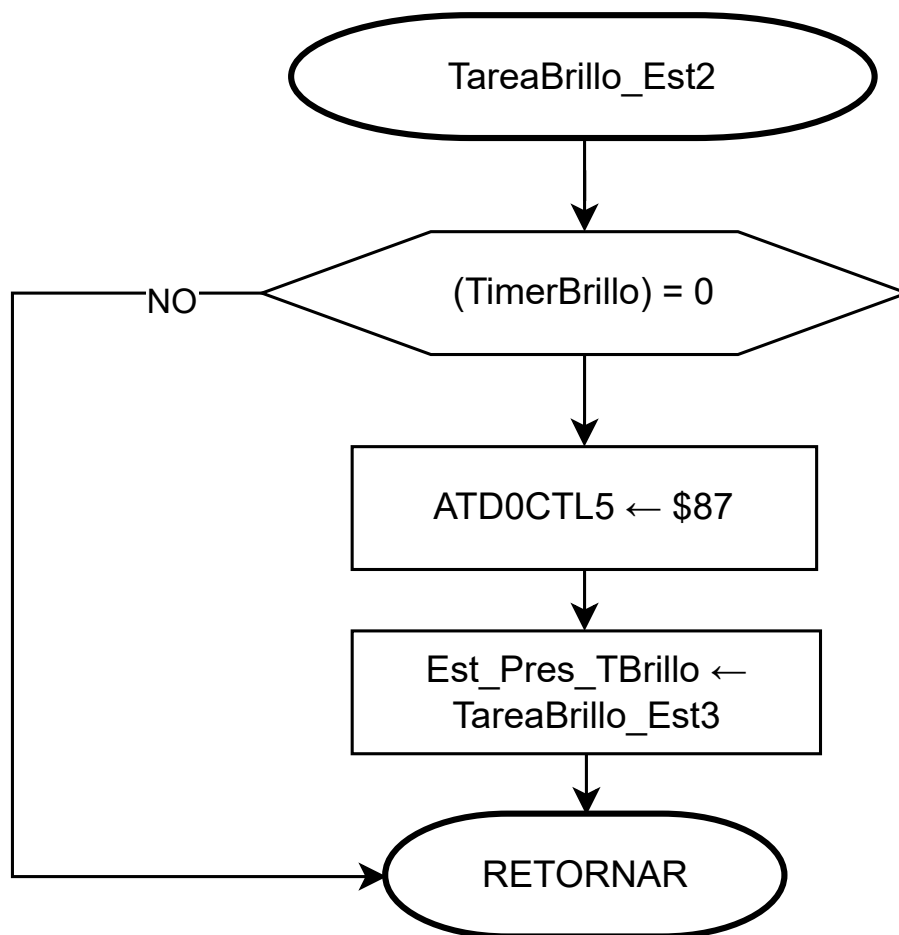 TareaBrillo_Est2
(TimerBrillo) = 0
NO
ATD0CTL5 ← $87
Est_Pres_TBrillo ←
TareaBrillo_Est3
RETORNAR